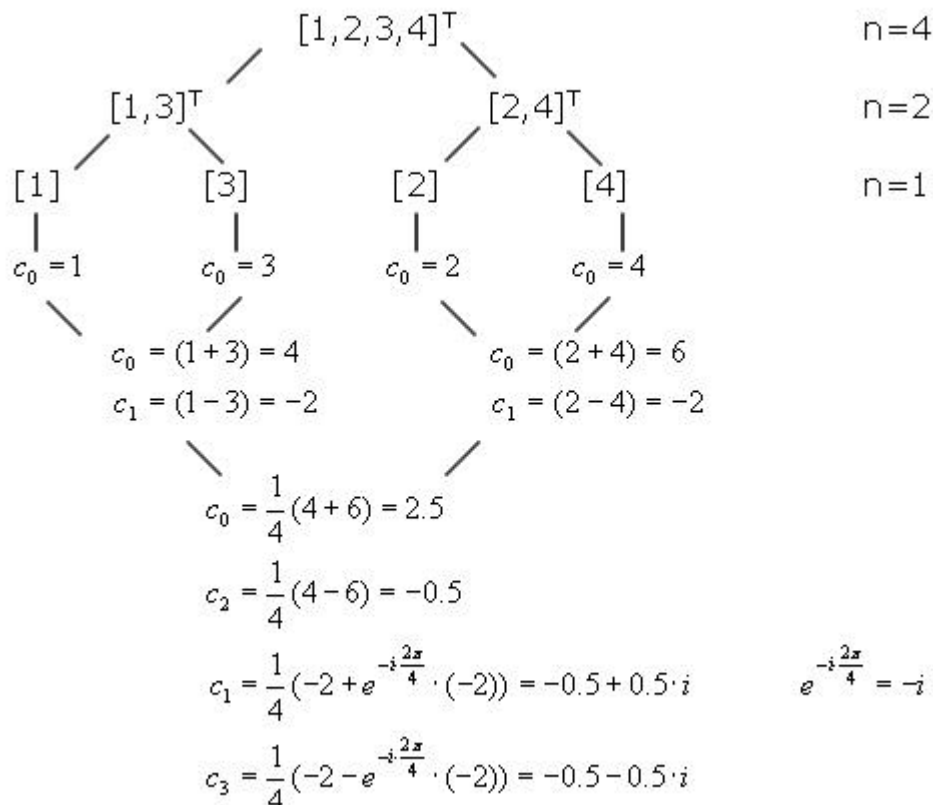 [1,2,3,4]ᵀ n=4
[1,3]ᵀ [2,4]ᵀ n=2
[1] [3] [2] [4] n=1
c₀ = 1 c₀ = 3 c₀ = 2 c₀ = 4
c₀ = (1 + 3) = 4 c₀ = (2 + 4) = 6
c₁ = (1 − 3) = −2 c₁ = (2 − 4) = −2
c₀ = 1/4 (4 + 6) = 2.5
c₂ = 1/4 (4 − 6) = −0.5
c₁ = 1/4 (−2 + e^(−i 2π/4) · (−2)) = −0.5 + 0.5 · i e^(−i 2π/4) = −i
c₃ = 1/4 (−2 − e^(−i 2π/4) · (−2)) = −0.5 − 0.5 · i